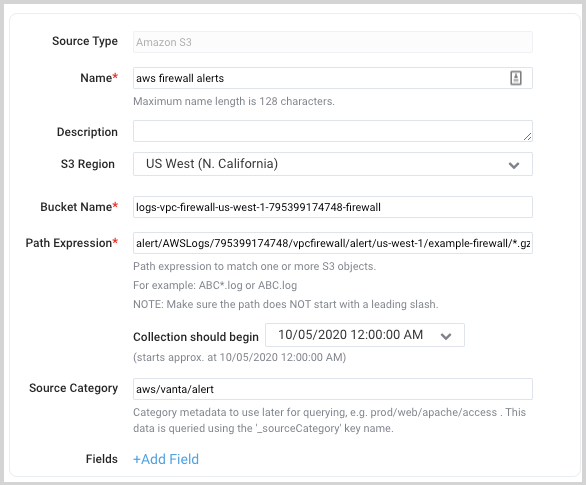 Source Type Amazon S3
Name* aws firewall alerts
Maximum name length is 128 characters.
Description
S3 Region US West (N. California)
Bucket Name* logs-vpc-firewall-us-west-1-795399174748-firewall
Path Expression* alert/AWSLogs/795399174748/vpcfirewall/alert/us-west-1/example-firewall/*.gz
Path expression to match one or more S3 objects.
For example: ABC*.log or ABC.log
NOTE: Make sure the path does NOT start with a leading slash.
Collection should begin 10/05/2020 12:00:00 AM
(starts approx. at 10/05/2020 12:00:00 AM)
Source Category aws/vanta/alert
Category metadata to use later for querying, e.g. prod/web/apache/access . This
data is queried using the '_sourceCategory' key name.
Fields +Add Field